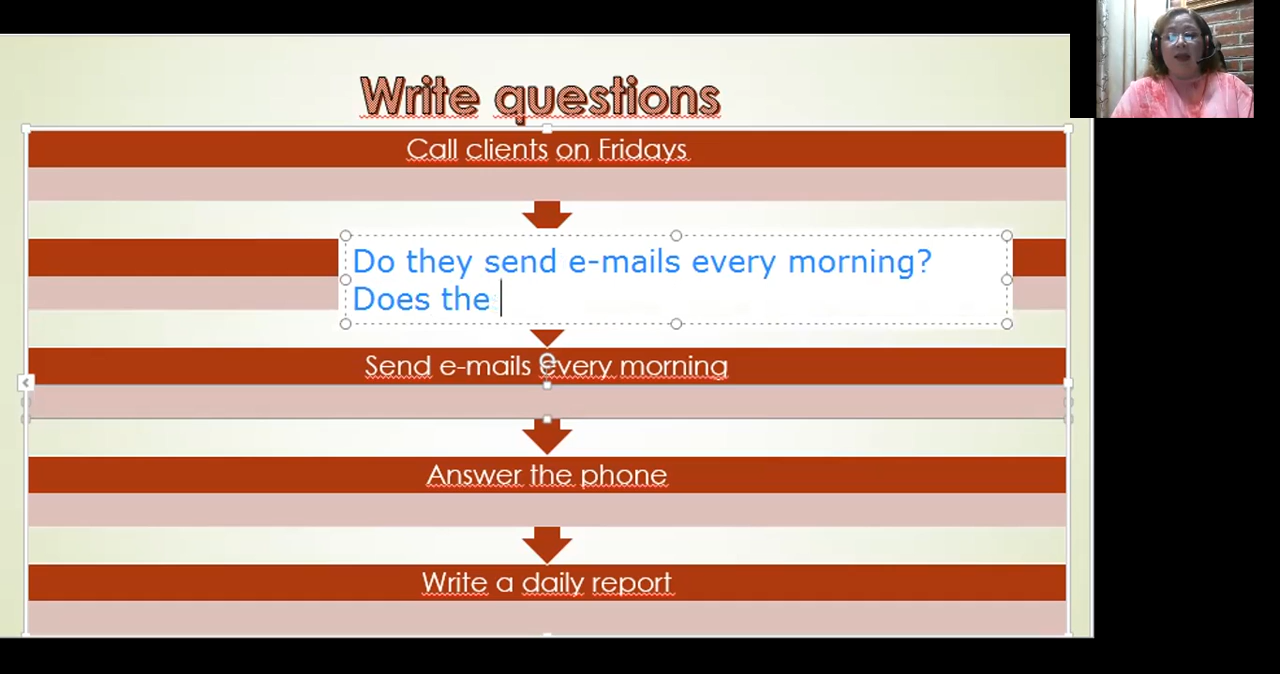 Write questions
Call clients on Fridays
Do they send e-mails every morning?
Does the
Send e-mails every morning
Answer the phone
Write a daily report